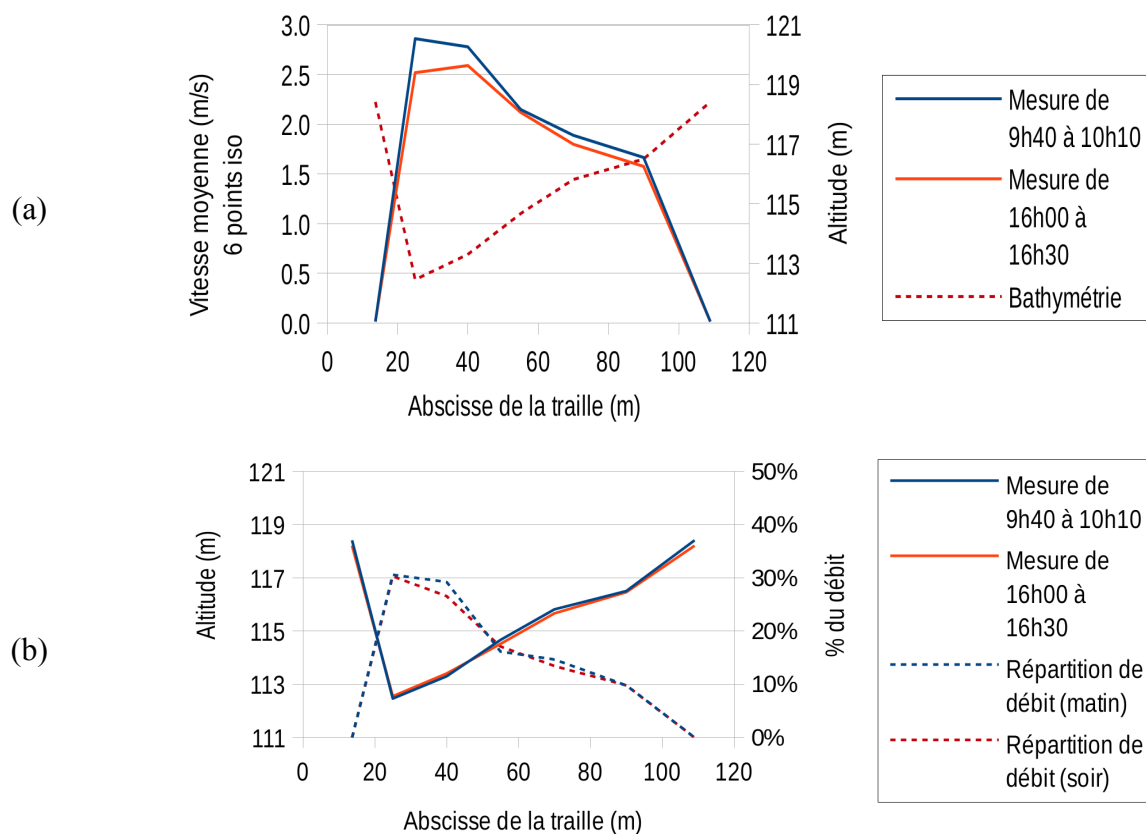 (a)
Vitesse moyenne (m/s)
6 points iso
3.0
2.5
2.0
1.5
1.0
0.5
0.0
0 20 40 60 80 100 120
Abscisse de la traille (m)
121
119
117
115
113
111
Altitude (m)
Mesure de
9h40 à 10h10
Mesure de
16h00 à
16h30
Bathymétrie
(b)
Altitude (m)
121
119
117
115
113
111
0 20 40 60 80 100 120
Abscisse de la traille (m)
50%
40%
30%
20%
10%
0%
% du débit
Mesure de
9h40 à 10h10
Mesure de
16h00 à
16h30
Répartition de
débit (matin)
Répartition de
débit (soir)